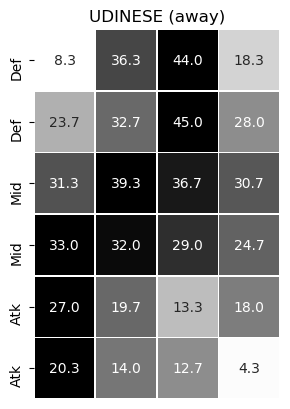 UDINESE (away)
Def 8.3 36.3 44.0 18.3
Def 23.7 32.7 45.0 28.0
Mid 31.3 39.3 36.7 30.7
Mid 33.0 32.0 29.0 24.7
Atk 27.0 19.7 13.3 18.0
Atk 20.3 14.0 12.7 4.3